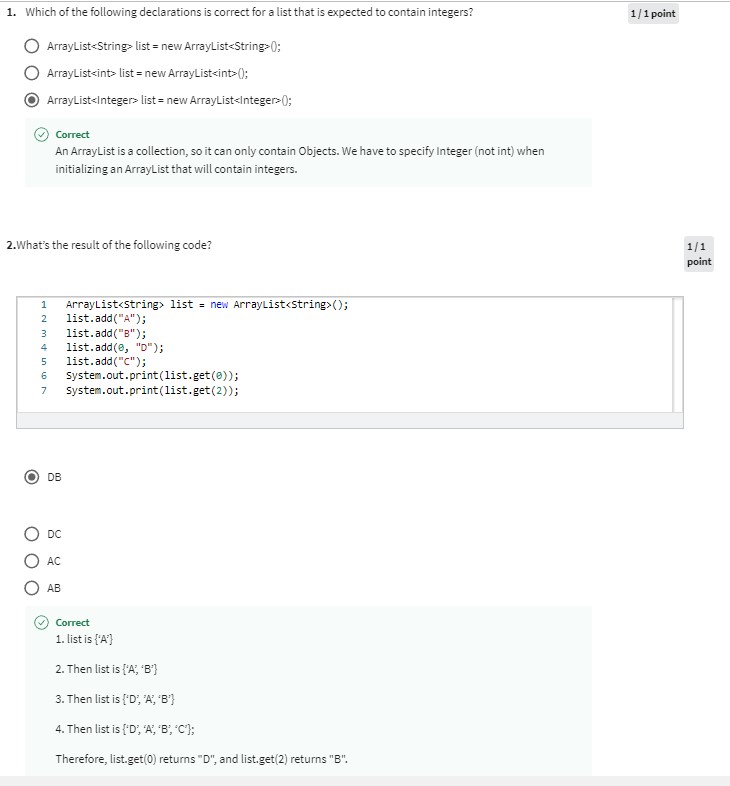 1. Which of the following declarations is correct for a list that is expected to contain integers?
1 / 1 point
ArrayList<String> list = new ArrayList<String>();
ArrayList<int> list = new ArrayList<int>();
ArrayList<Integer> list = new ArrayList<Integer>();
Correct
An ArrayList is a collection, so it can only contain Objects. We have to specify Integer (not int) when
initializing an ArrayList that will contain integers.
2.What's the result of the following code?
1 / 1
point
1 ArrayList<String> list = new ArrayList<String>();
2 list.add("A");
3 list.add("B");
4 list.add(0, "D");
5 list.add("C");
6 System.out.print(list.get(0));
7 System.out.print(list.get(2));
DB
DC
AC
AB
Correct
1. list is {'A'}
2. Then list is {'A', 'B'}
3. Then list is {'D', 'A', 'B'}
4. Then list is {'D', 'A', 'B', 'C'};
Therefore, list.get(0) returns "D", and list.get(2) returns "B".